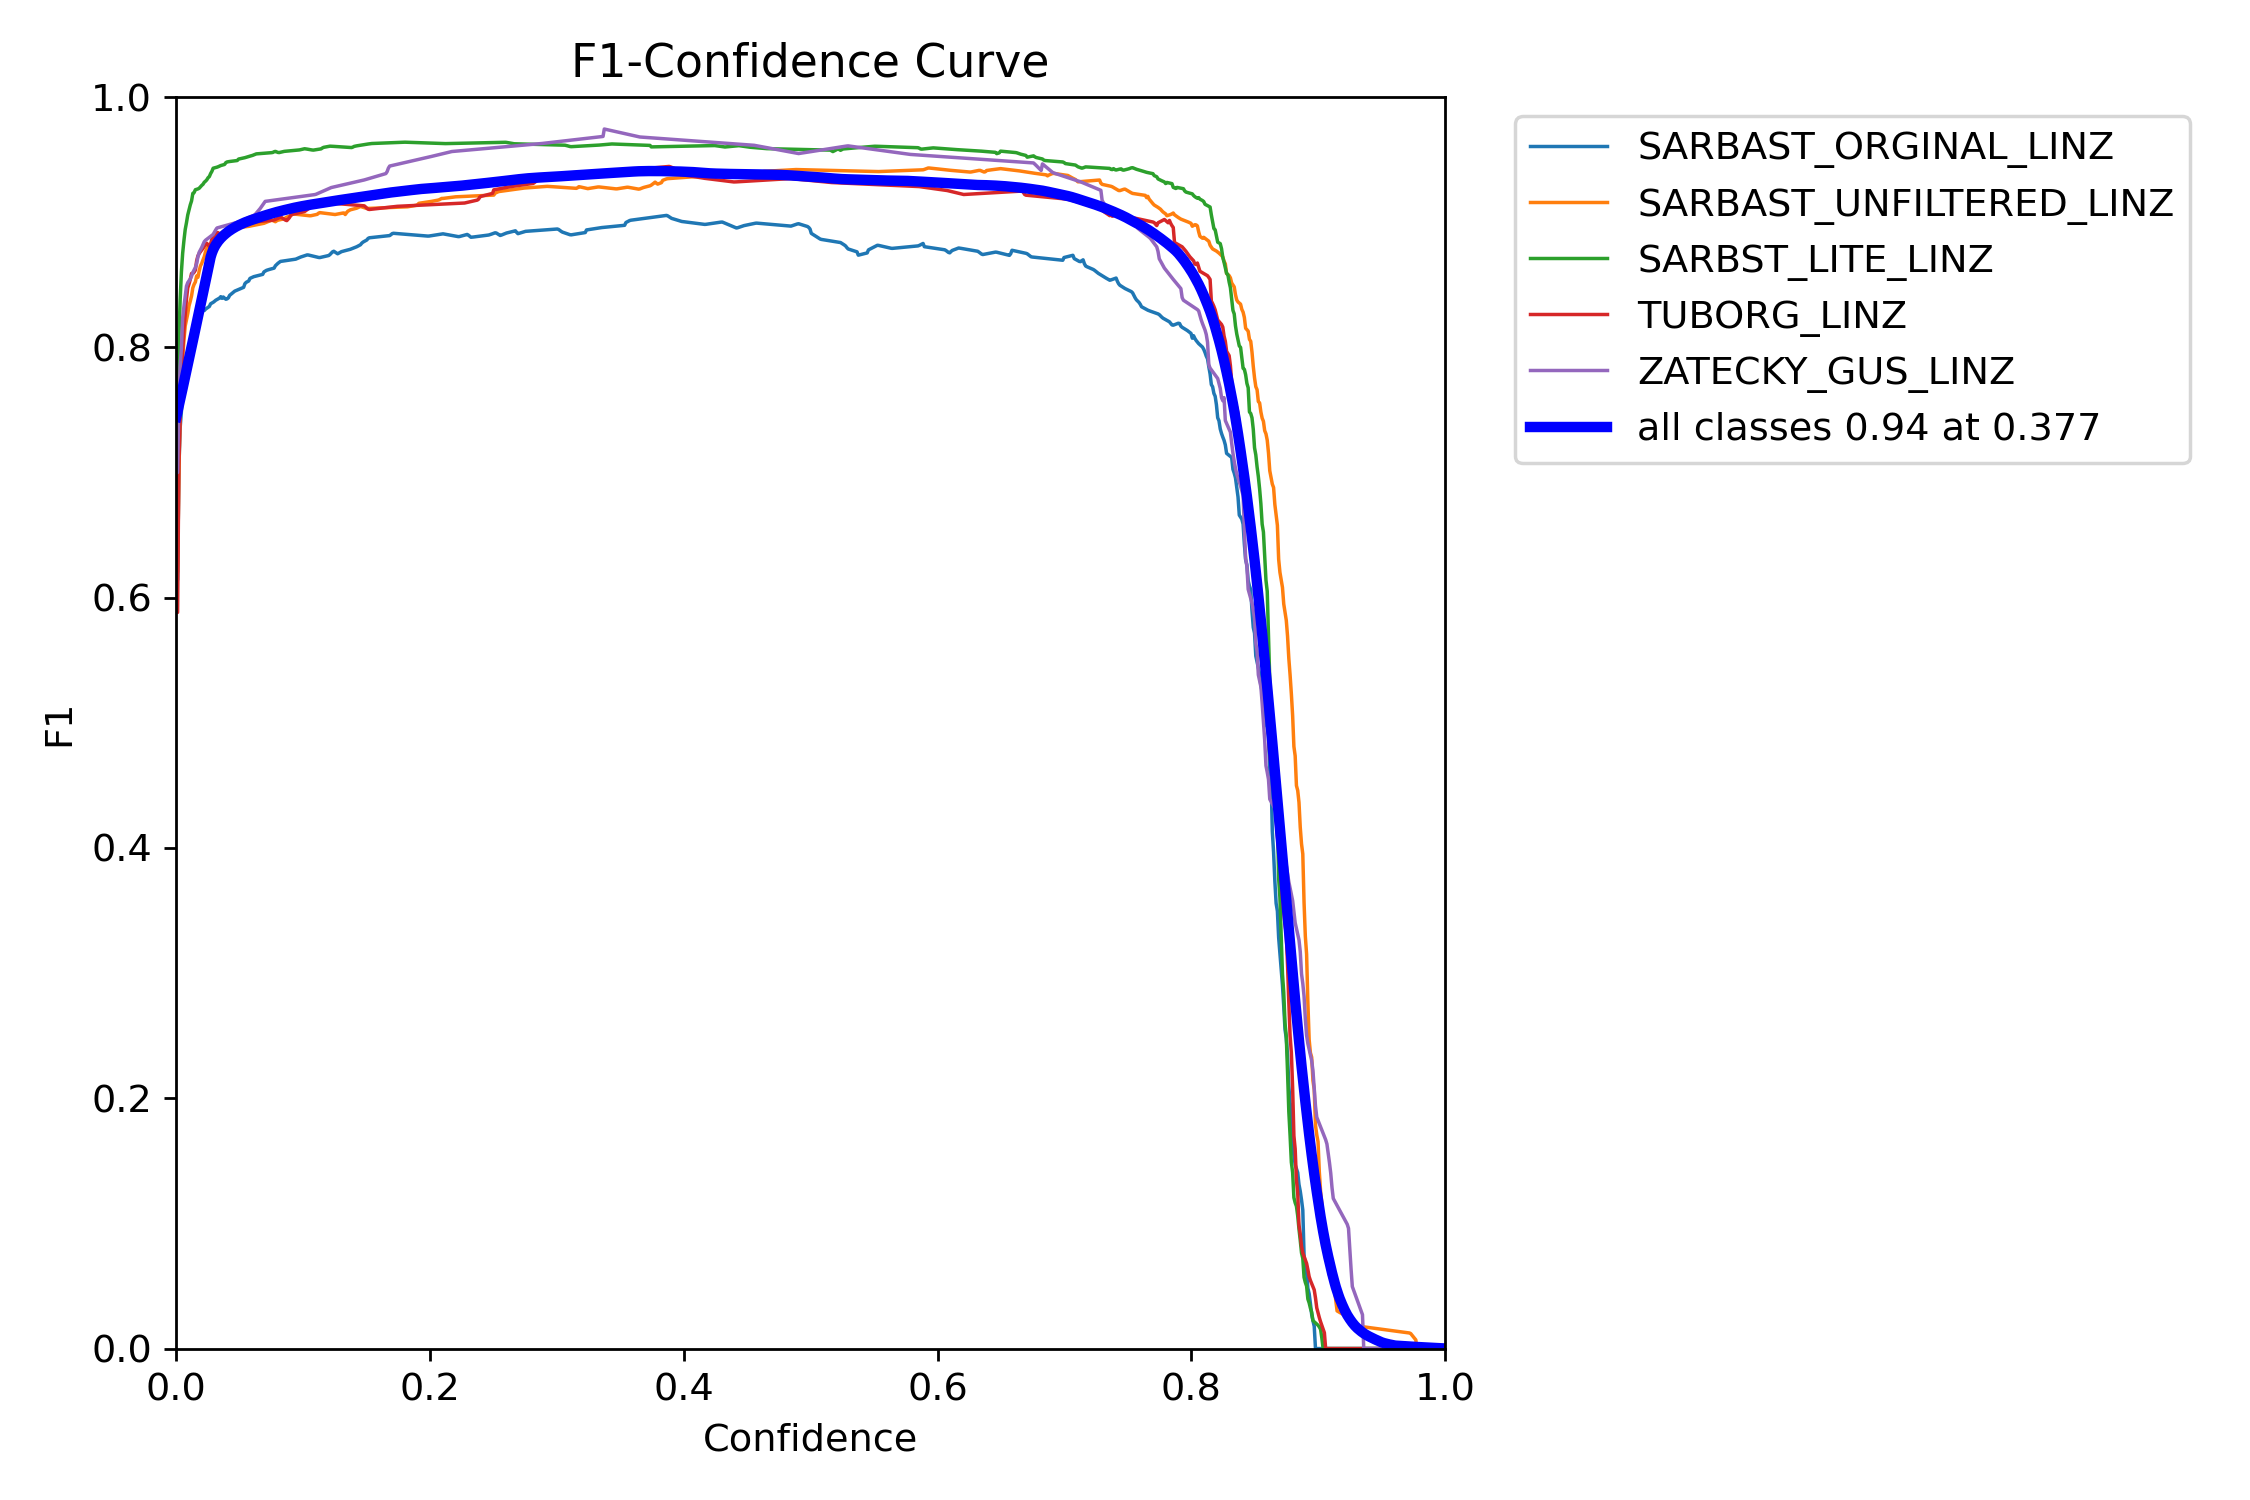 F1-Confidence Curve
1.0
0.8
0.6
0.4
0.2
0.0
F1
0.0 0.2 0.4 0.6 0.8 1.0
Confidence
SARBAST_ORGINAL_LINZ
SARBAST_UNFILTERED_LINZ
SARBST_LITE_LINZ
TUBORG_LINZ
ZATECKY_GUS_LINZ
all classes 0.94 at 0.377